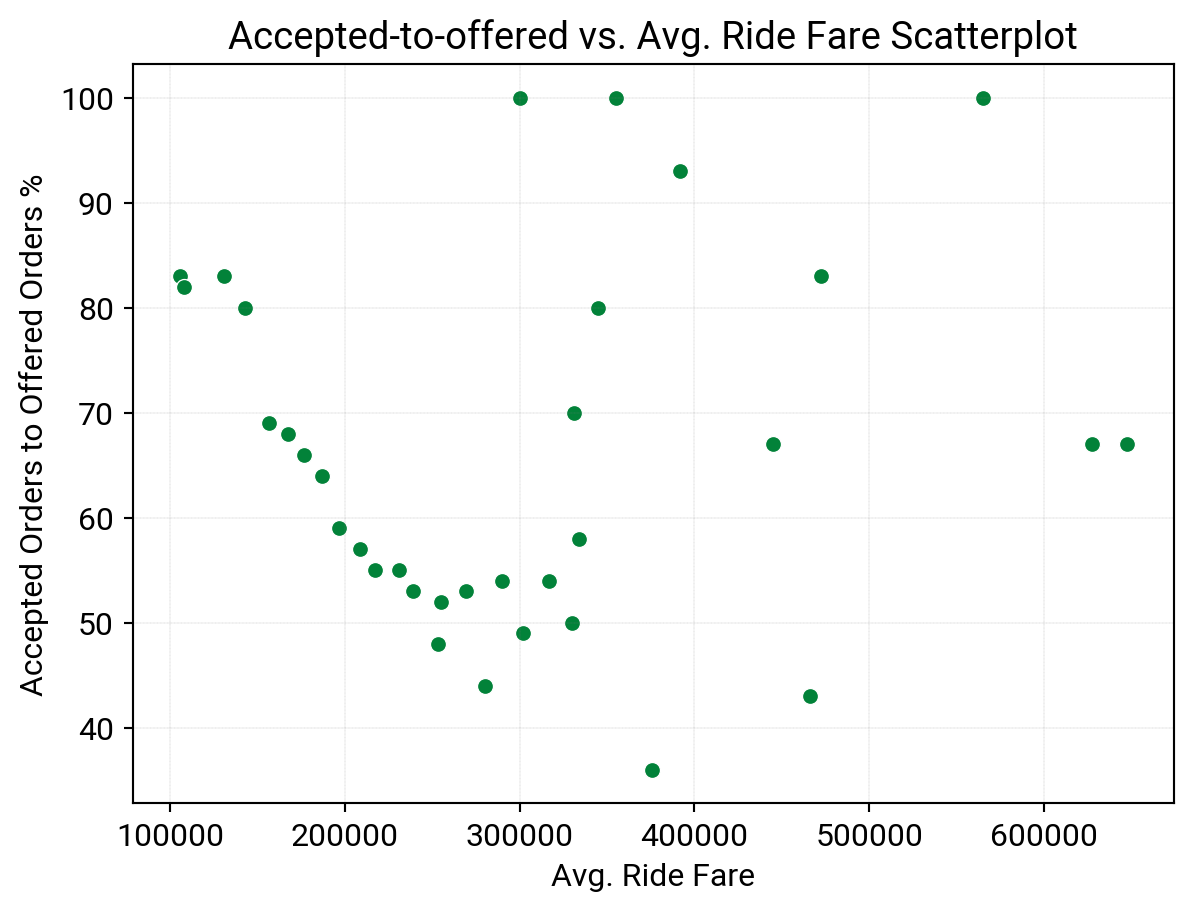 Accepted-to-offered vs. Avg. Ride Fare Scatterplot
Accepted Orders to Offered Orders %
100
90
80
70
60
50
40
100000 200000 300000 400000 500000 600000
Avg. Ride Fare